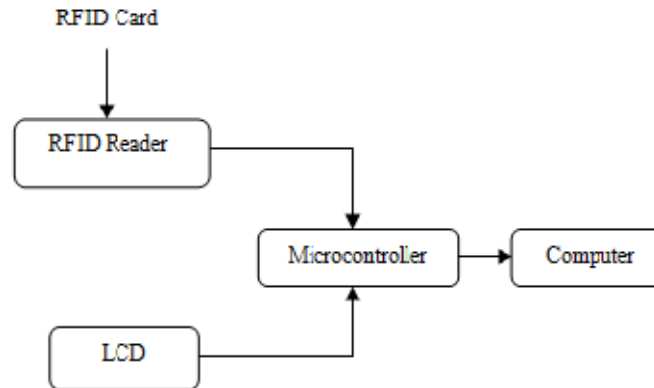 RFID Card
RFID Reader
Microcontroller
Computer
LCD